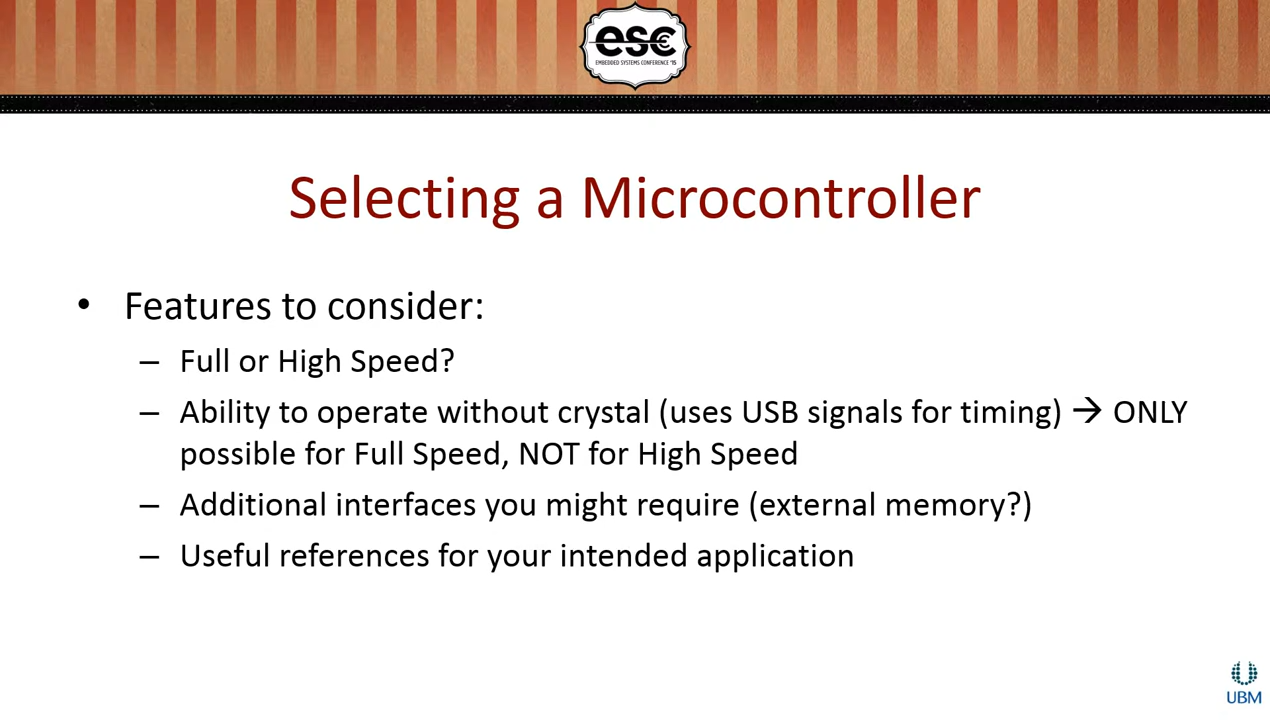 esc
EMBEDDED SYSTEMS CONFERENCE '15
Selecting a Microcontroller
• Features to consider:
– Full or High Speed?
– Ability to operate without crystal (uses USB signals for timing) → ONLY
possible for Full Speed, NOT for High Speed
– Additional interfaces you might require (external memory?)
– Useful references for your intended application
UBM